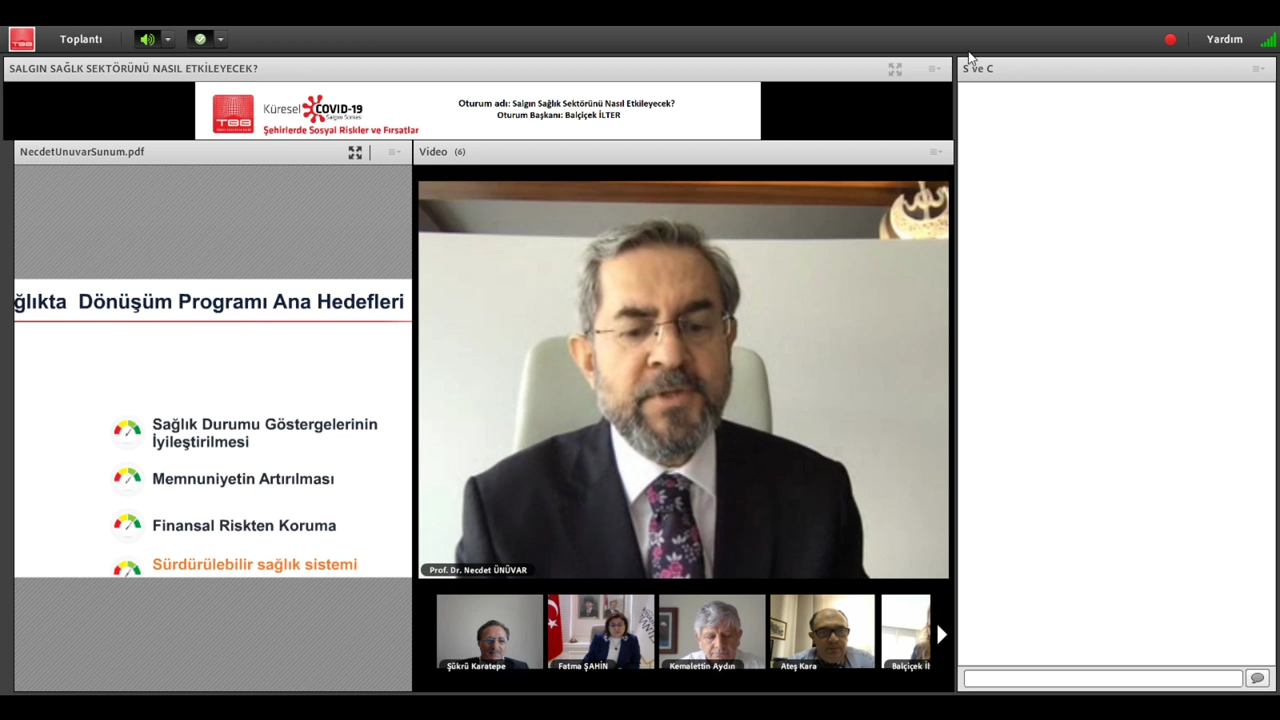 TBB
Toplantı
Yardım
SALGIN SAĞLK SEKTÖRÜNÜ NASIL ETKİLEYECEK?
S ve C
TBB
Küresel COVID-19
Şehirlerde Sosyal Riskler ve Fırsatlar
Oturum adı: Salgın Sağlık Sektörünü Nasıl Etkileyecek?
Oturum Başkanı: Balçiçek İLTER
NecdetUnuvarSunum.pdf
Video (6)
ğlıkta Dönüşüm Programı Ana Hedefleri
Sağlık Durumu Göstergelerinin
İyileştirilmesi
Memnuniyetin Artırılması
Finansal Riskten Koruma
Sürdürülebilir sağlık sistemi
Prof. Dr. Necdet ÜNÜVAR
Şükrü Karatepe
Fatma ŞAHİN
Kemalettin Aydın
Ateş Kara
Balçiçek İl